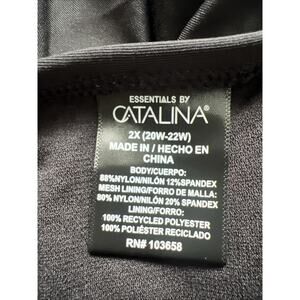 ESSENTIALS BY
CATALINA®
2X (20W-22W)
MADE IN / HECHO EN
CHINA
BODY/CUERPO:
88%NYLON/NILÓN 12%SPANDEX
MESH LINING/FORRO DE MALLA:
80% NYLON/NILÓN 20% SPANDEX
LINING/FORRO:
100% RECYCLED POLYESTER
100% POLIÉSTER RECICLADO
RN# 103658